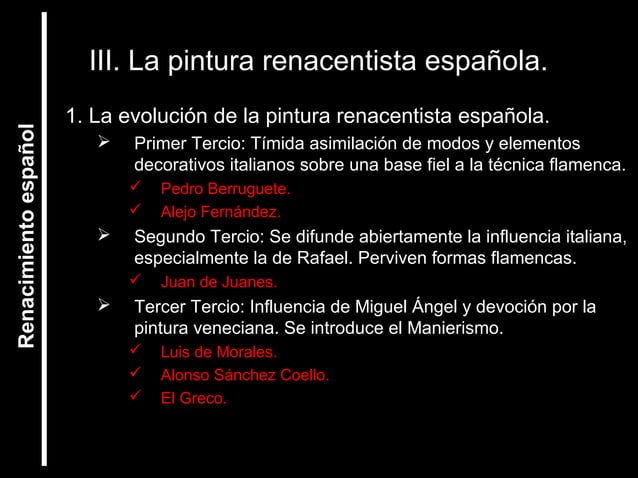 III. La pintura renacentista española.
1. La evolución de la pintura renacentista española.
Primer Tercio: Tímida asimilación de modos y elementos
decorativos italianos sobre una base fiel a la técnica flamenca.
Pedro Berruguete.
Alejo Fernández.
Segundo Tercio: Se difunde abiertamente la influencia italiana,
especialmente la de Rafael. Perviven formas flamencas.
Juan de Juanes.
Tercer Tercio: Influencia de Miguel Ángel y devoción por la
pintura veneciana. Se introduce el Manierismo.
Luis de Morales.
Alonso Sánchez Coello.
El Greco.
Renacimiento español